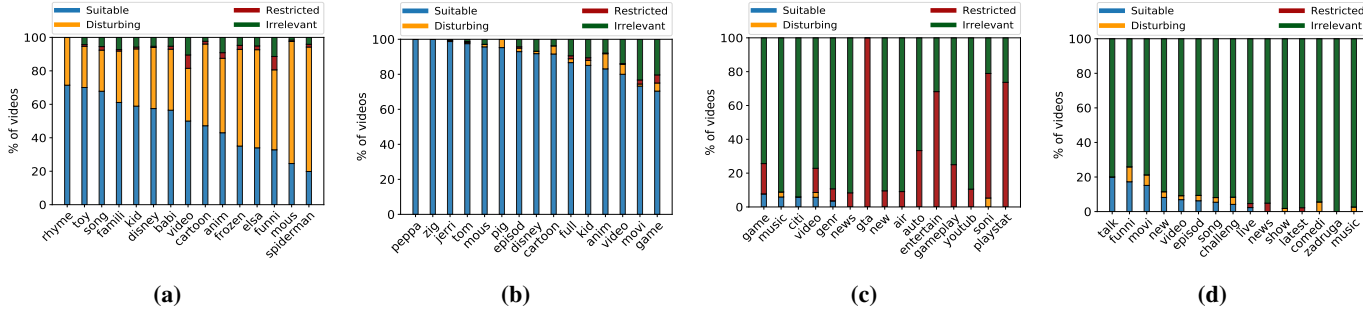 Suitable
Disturbing
Restricted
Irrelevant
100
80
60
40
20
0
% of videos
rhyme
toy
song
famili
kid
disney
babi
video
cartoon
anim
frozen
elsa
funni
mous
spiderman
(a)
Suitable
Disturbing
Restricted
Irrelevant
100
80
60
40
20
0
% of videos
peppa
zig
jerri
tom
mous
pig
episod
disney
cartoon
full
kid
anim
video
movi
game
(b)
Suitable
Disturbing
Restricted
Irrelevant
100
80
60
40
20
0
% of videos
game
music
citi
video
genr
news
gta
new
air
auto
entertain
gameplay
youtub
soni
playstat
(c)
Suitable
Disturbing
Restricted
Irrelevant
100
80
60
40
20
0
% of videos
talk
funni
movi
new
video
episod
song
challeng
live
news
show
latest
comedi
zadruga
music
(d)